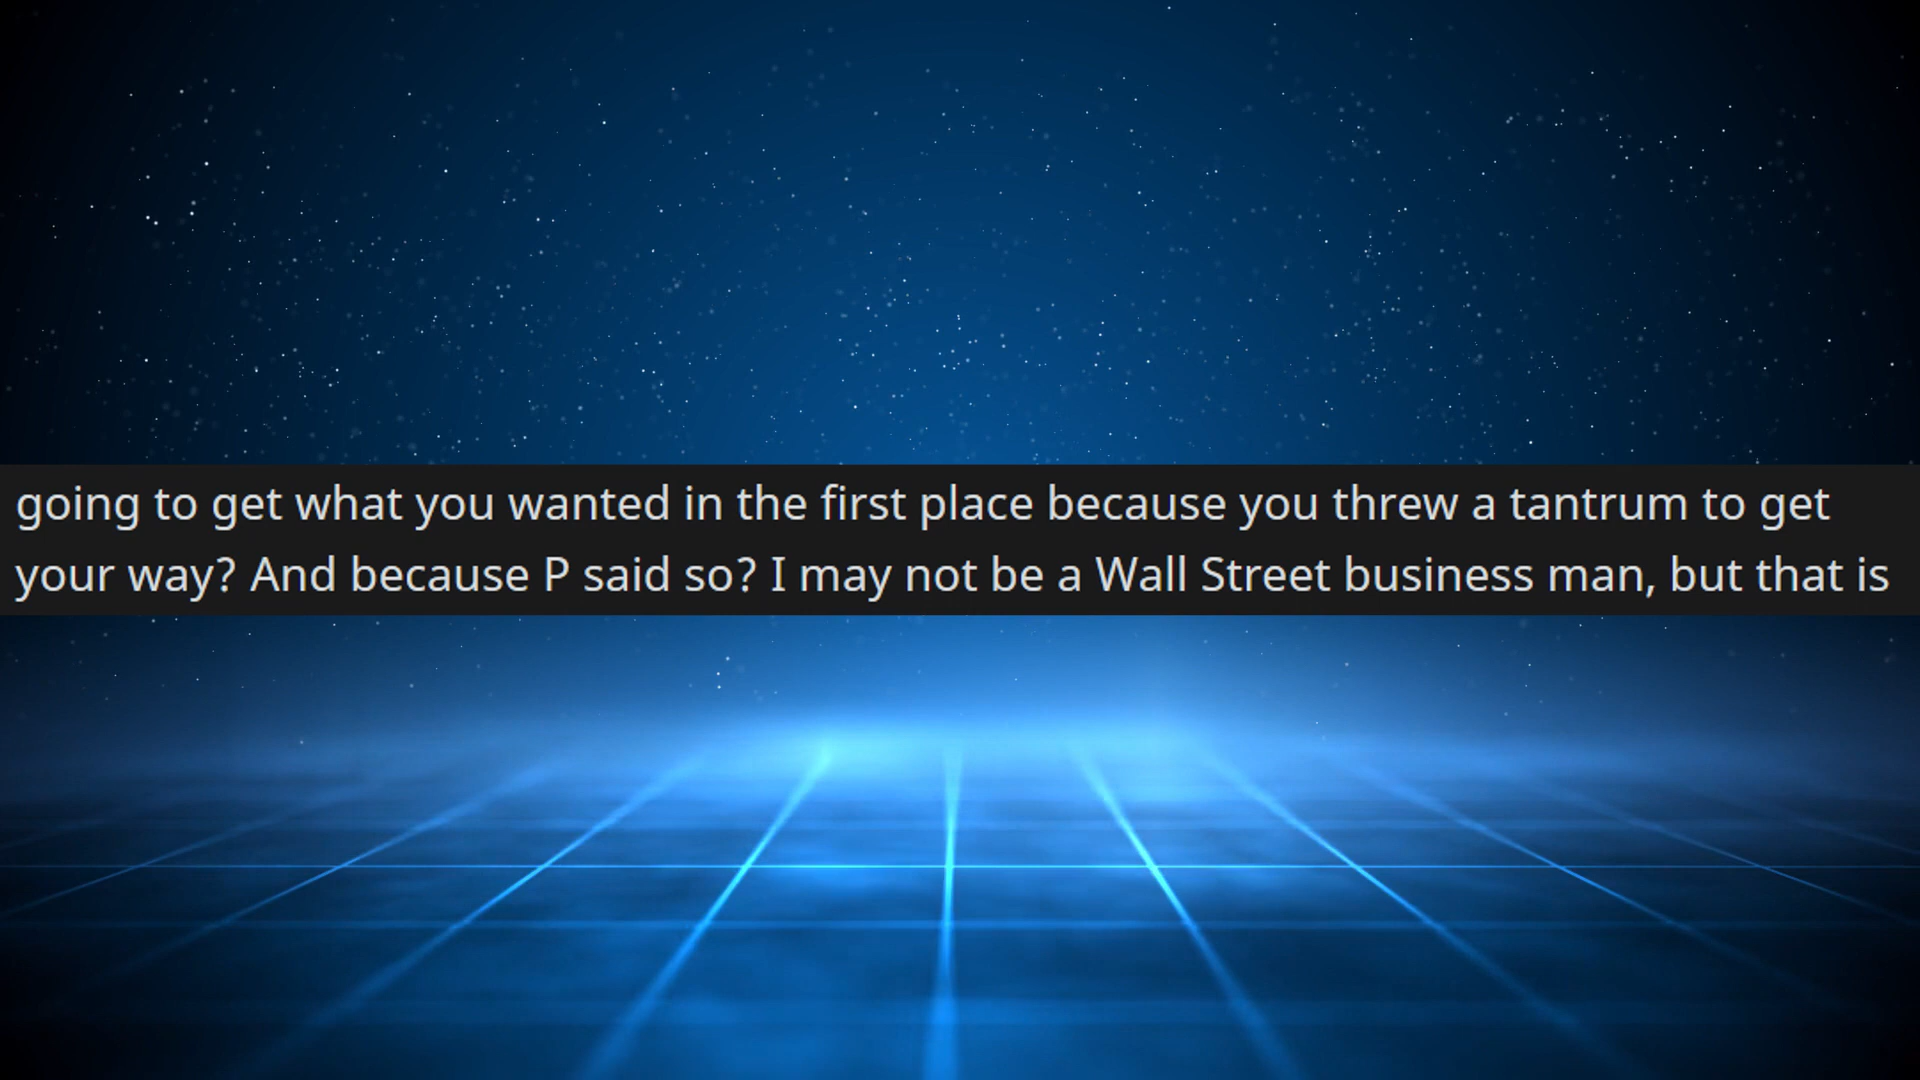 going to get what you wanted in the first place because you threw a tantrum to get
your way? And because P said so? I may not be a Wall Street business man, but that is